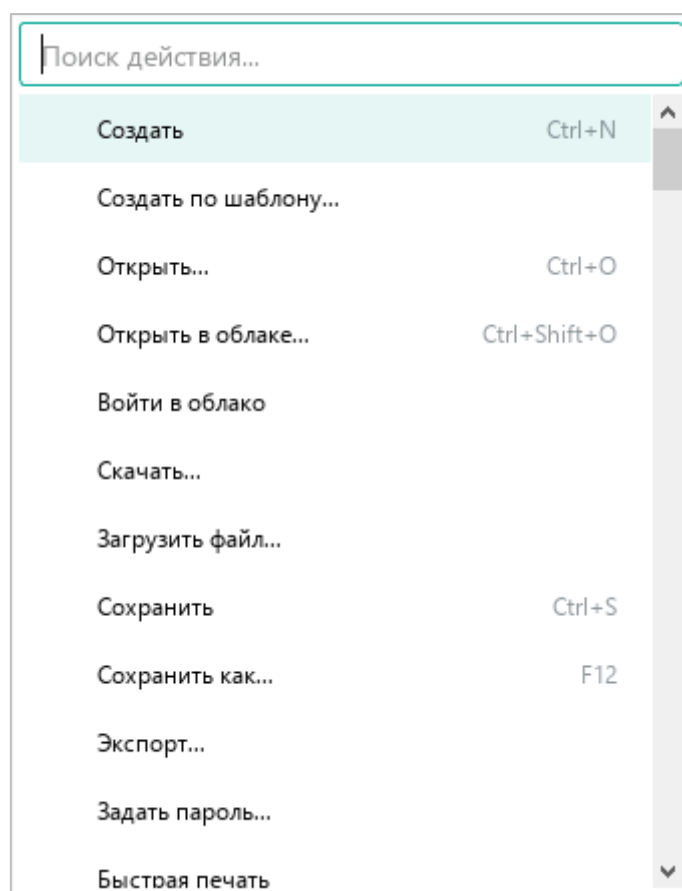 Поиск действия...
Создать Ctrl+N
Создать по шаблону...
Открыть... Ctrl+O
Открыть в облаке... Ctrl+Shift+O
Войти в облако
Скачать...
Загрузить файл...
Сохранить Ctrl+S
Сохранить как... F12
Экспорт...
Задать пароль...
Быстрая печать